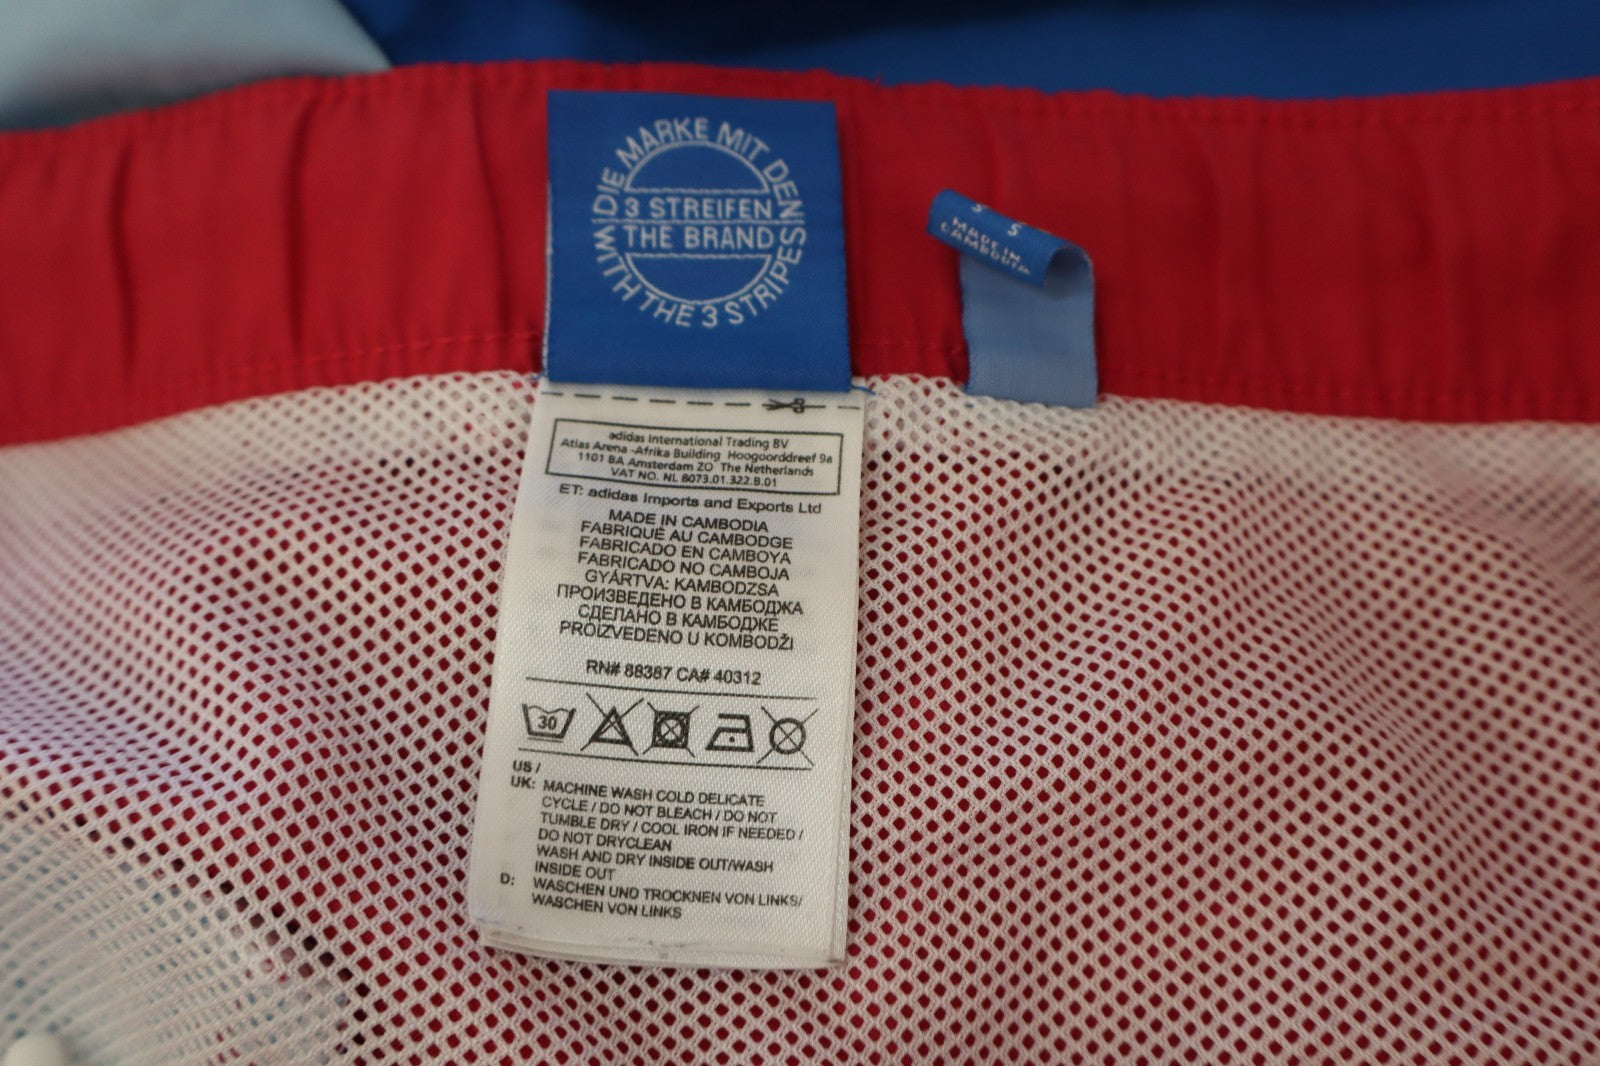 DIE MARKE MIT DEN
3 STREIFEN
THE BRAND
WITH THE 3 STRIPES
S
S
MADE IN
CAMBODIA
adidas International Trading BV
Atlas Arena -Afrika Building Hoogoorddreef 9a
1101 BA Amsterdam ZO The Netherlands
VAT NO. NL 8073.01.322.B.01
ET: adidas Imports and Exports Ltd
MADE IN CAMBODIA
FABRIQUÉ AU CAMBODGE
FABRICADO EN CAMBOYA
FABRICADO NO CAMBOJA
GYÁRTVA: KAMBODZSA
ПРОИЗВЕДЕНО В КАМБОДЖА
СДЕЛАНО В КАМБОДЖЕ
PROIZVEDENO U KOMBODŽI
RN# 88387 CA# 40312
30
US /
UK: MACHINE WASH COLD DELICATE
CYCLE / DO NOT BLEACH / DO NOT
TUMBLE DRY / COOL IRON IF NEEDED /
DO NOT DRYCLEAN
WASH AND DRY INSIDE OUT/WASH
INSIDE OUT
D: WASCHEN UND TROCKNEN VON LINKS/
WASCHEN VON LINKS